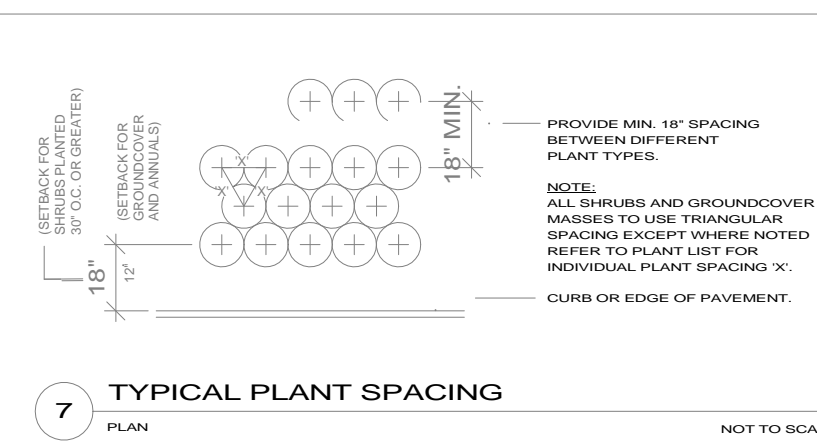 (SETBACK FOR
SHRUBS PLANTED
30" O.C. OR GREATER)
(SETBACK FOR
GROUNDCOVER
AND ANNUALS)
18"
12"
'X'
'X'
'X'
18" MIN.
PROVIDE MIN. 18" SPACING
BETWEEN DIFFERENT
PLANT TYPES.
NOTE:
ALL SHRUBS AND GROUNDCOVER
MASSES TO USE TRIANGULAR
SPACING EXCEPT WHERE NOTED
REFER TO PLANT LIST FOR
INDIVIDUAL PLANT SPACING 'X'.
CURB OR EDGE OF PAVEMENT.
7
TYPICAL PLANT SPACING
PLAN
NOT TO SCA